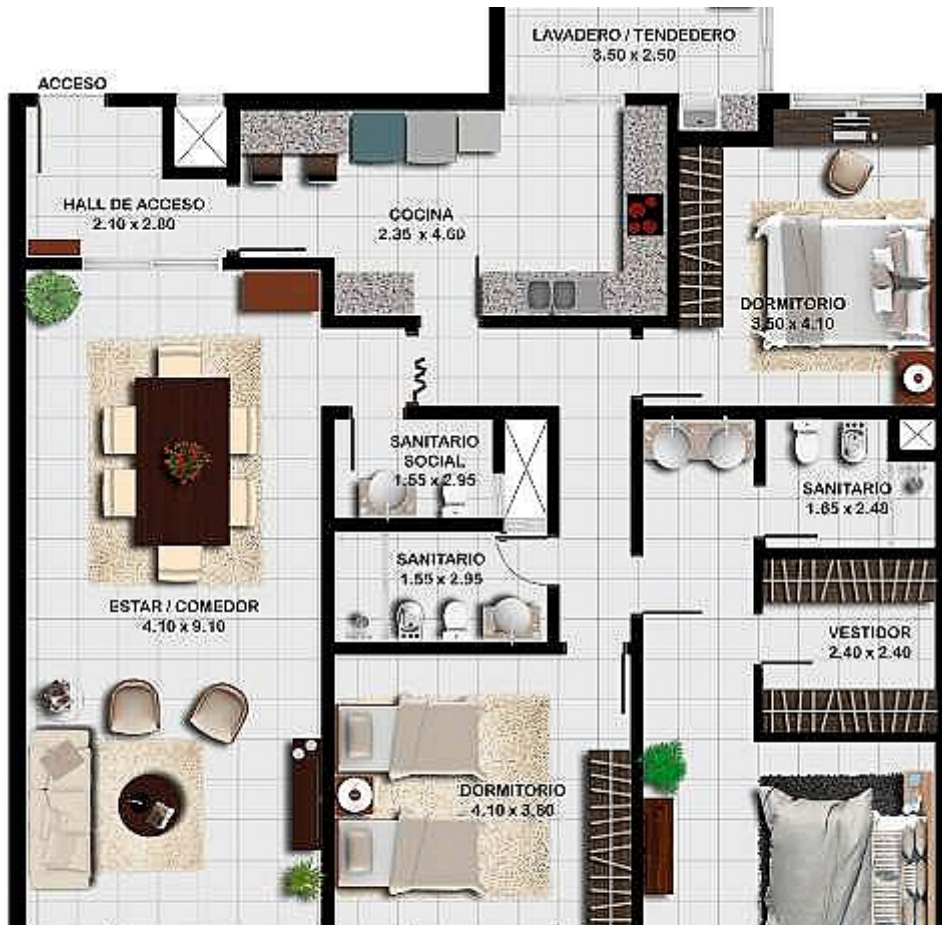 LAVADERO / TENDEDERO
3.50 x 2.50
ACCESO
HALL DE ACCESO
2.10 x 2.80
COCINA
2.35 x 4.60
DORMITORIO
3.50 x 4.10
SANITARIO
SOCIAL
1.55 x 2.95
SANITARIO
1.65 x 2.40
SANITARIO
1.55 x 2.95
ESTAR / COMEDOR
4.10 x 9.10
VESTIDOR
2.40 x 2.40
DORMITORIO
4.10 x 3.60